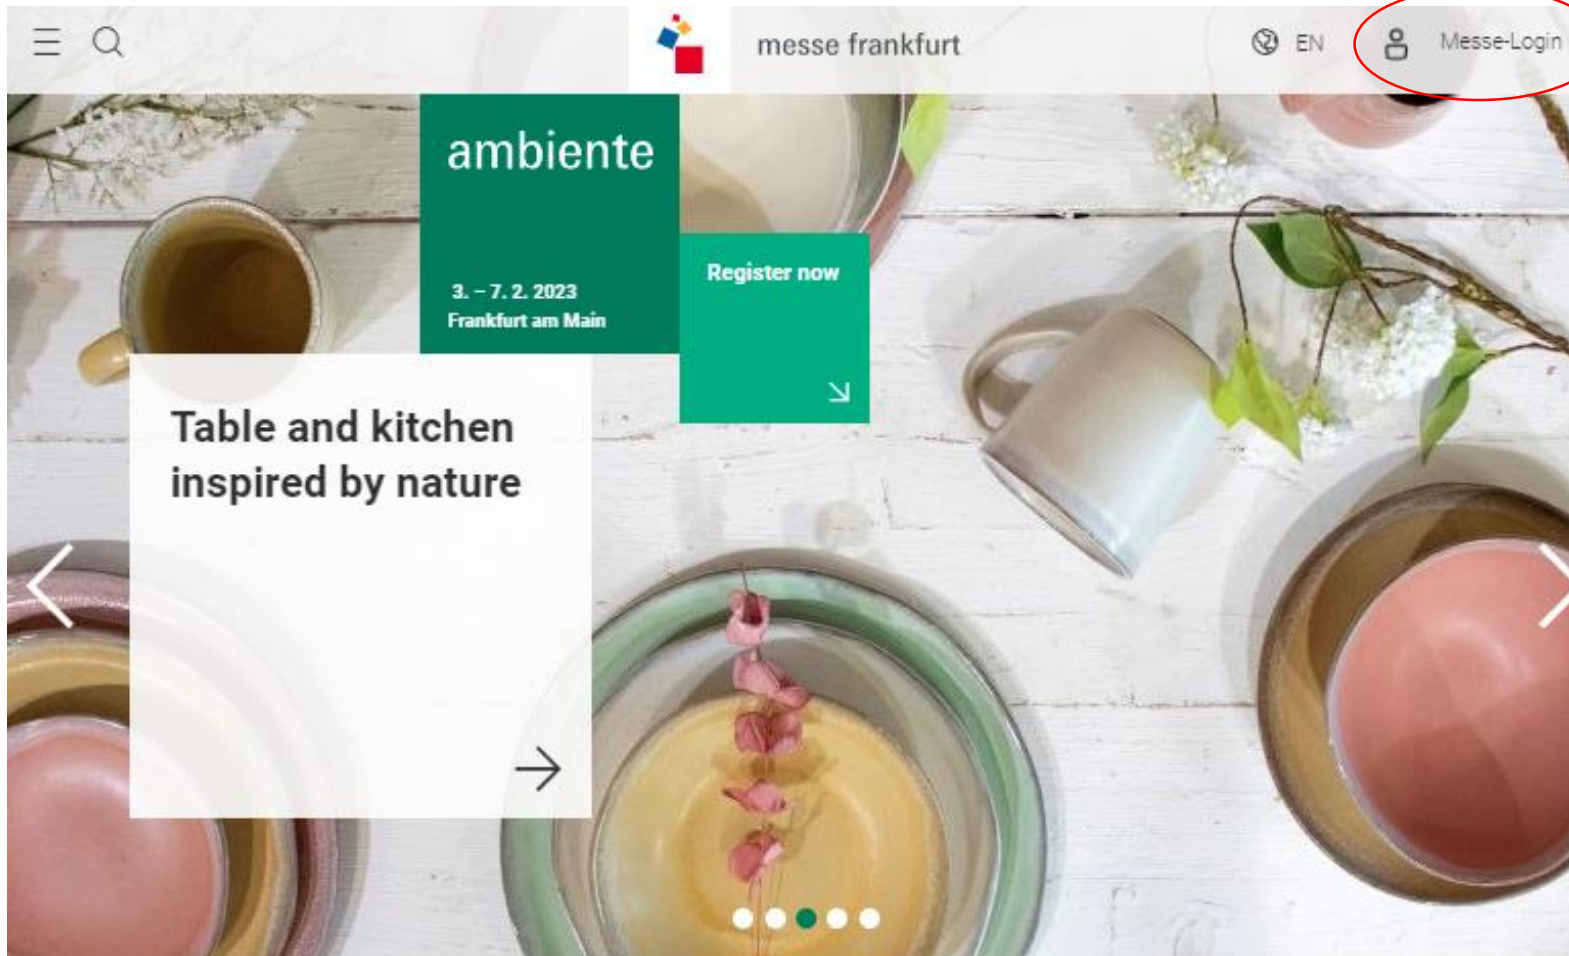 messe frankfurt
EN
Messe-Login
ambiente
3. – 7. 2. 2023
Frankfurt am Main
Register now
Table and kitchen
inspired by nature